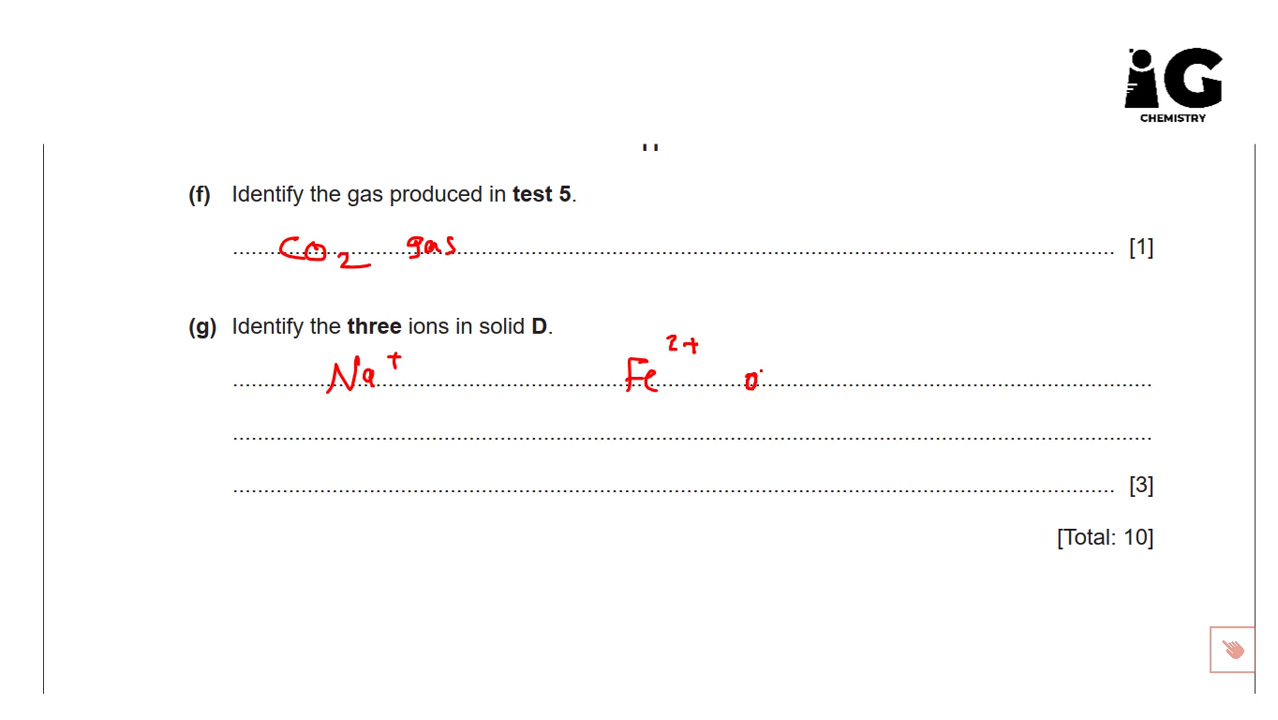 iG
CHEMISTRY
(f) Identify the gas produced in test 5.
CO2 gas
.................... [1]
(g) Identify the three ions in solid D.
Na+ Fe2+
.................... [3]
[Total: 10]